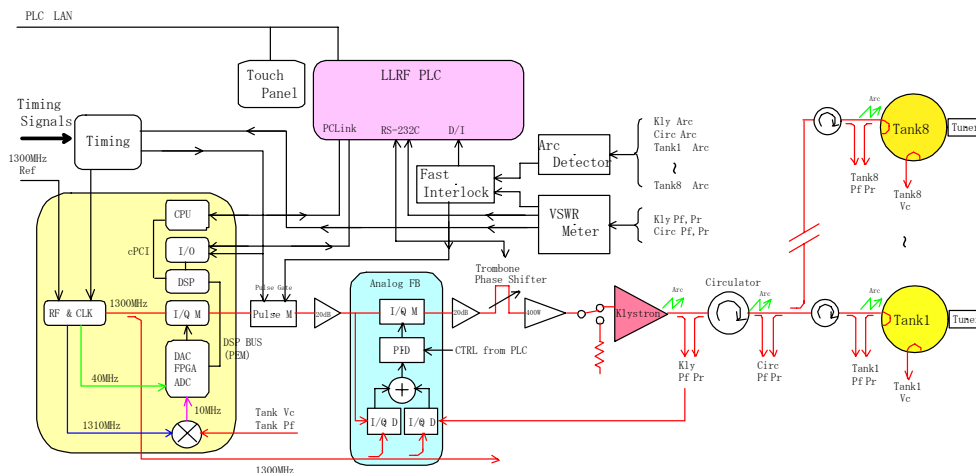 PLC LAN
Touch
Panel
LLRF PLC
PCLink
RS-232C
D/I
Timing
Signals
Timing
1300MHz
Ref
Arc
Detector
Kly Arc
Circ Arc
Tank1 Arc
~
Tank8 Arc
Fast
Interlock
VSWR
Meter
Kly Pf,Pr
Circ Pf,Pr
Arc
Tank8
Tuner
Tank8
Pf Pr
Tank8
Vc
~
CPU
cPCI
I/O
DSP
RF & CLK
1300MHz
I/Q M
DSP BUS
(PEM)
DAC
FPGA
ADC
40MHz
10MHz
1310MHz
Tank Vc
Tank Pf
1300MHz
Pulse Gate
Pulse M
20dB
Analog FB
I/Q M
PID
CTRL from PLC
+
I/Q D
I/Q D
20dB
Trombone
Phase Shifter
400W
Klystron
Arc
Kly
Pf Pr
Circulator
Arc
Circ
Pf Pr
Arc
Tank1
Tuner
Tank1
Pf Pr
Tank1
Vc